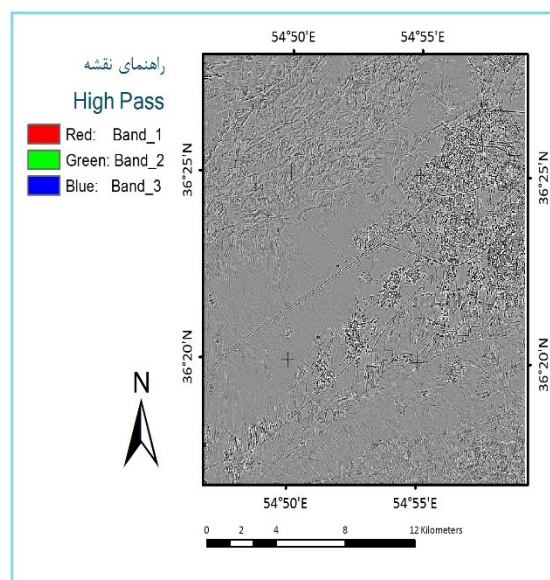 راهنمای نقشه
High Pass
Red: Band_1
Green: Band_2
Blue: Band_3
N
54°50'E 54°55'E
36°25'N 36°25'N
36°20'N 36°20'N
54°50'E 54°55'E
0 2 4 8 12 Kilometers